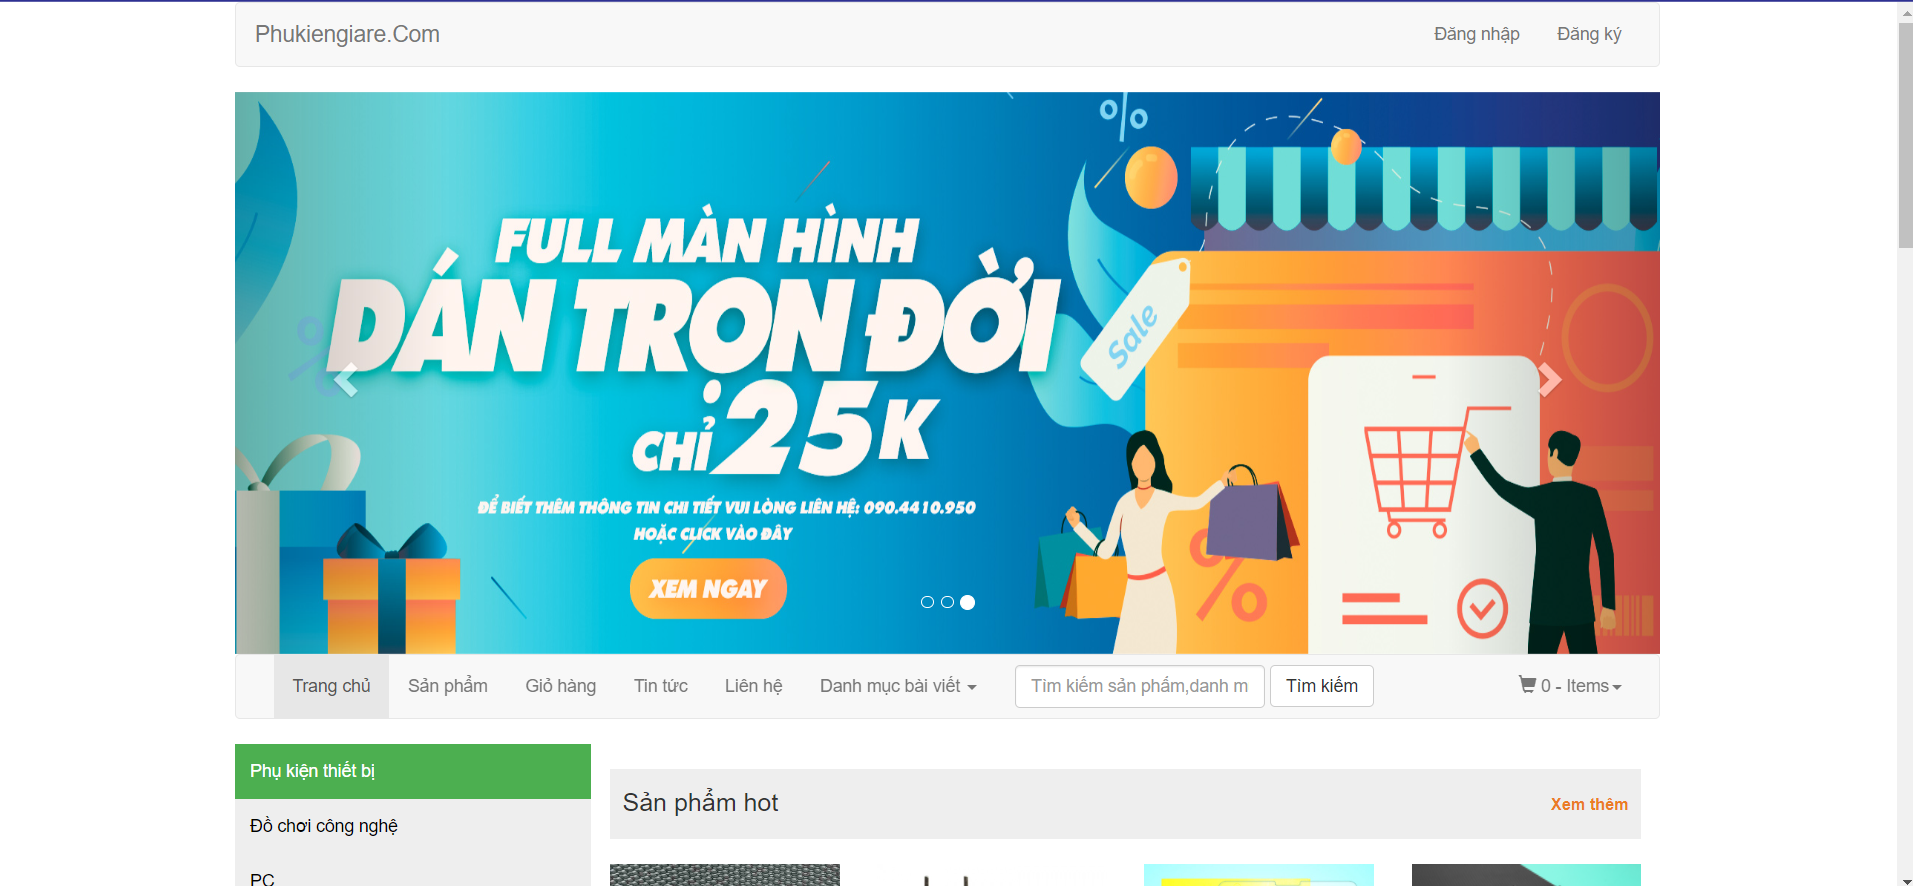 Phukiengiare.Com
Đăng nhập
Đăng ký
FULL MÀN HÌNH
DÁN TRỌN ĐỜI
CHỈ 25K
ĐỂ BIẾT THÊM THÔNG TIN CHI TIẾT VUI LÒNG LIÊN HỆ: 090.4410.950
HOẶC CLICK VÀO ĐÂY
XEM NGAY
%
Sale
%
%
Trang chủ
Sản phẩm
Giỏ hàng
Tin tức
Liên hệ
Danh mục bài viết
Tìm kiếm sản phẩm,danh m
Tìm kiếm
0 - Items
Phụ kiện thiết bị
Đồ chơi công nghệ
PC
Sản phẩm hot
Xem thêm